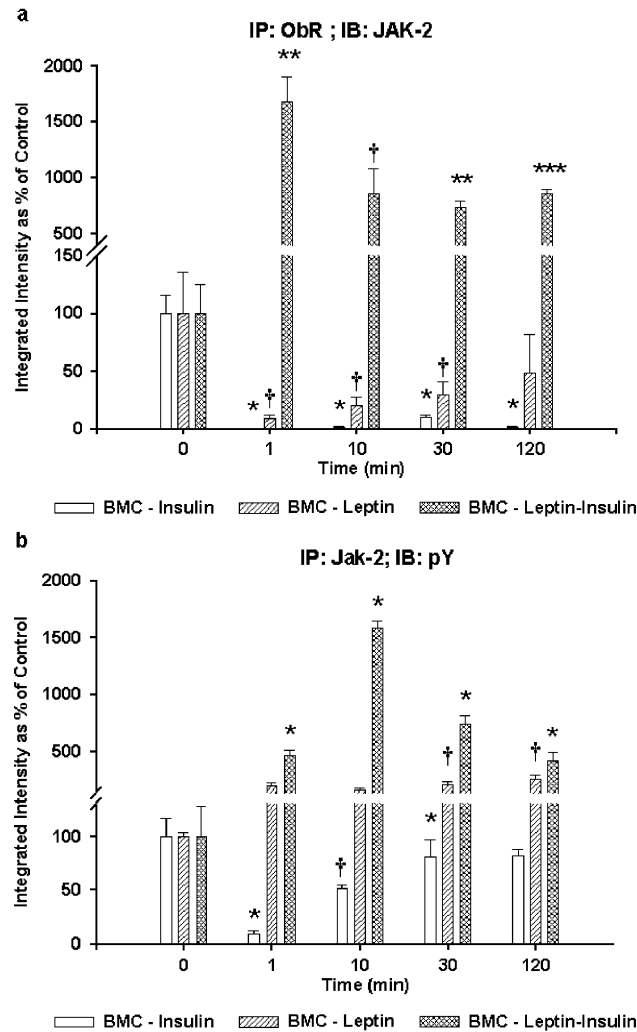 a
IP: ObR ; IB: JAK-2
Integrated Intensity as % of Control
2000
1500
1000
500
150
100
50
0
** † ** ***
* † * † * † *
0 1 10 30 120
Time (min)
BMC - Insulin BMC - Leptin BMC - Leptin-Insulin
b
IP: Jak-2; IB: pY
Integrated Intensity as % of Control
2000
1500
1000
500
100
50
0
* * * *
† †
* † *
0 1 10 30 120
Time (min)
BMC - Insulin BMC - Leptin BMC - Leptin-Insulin